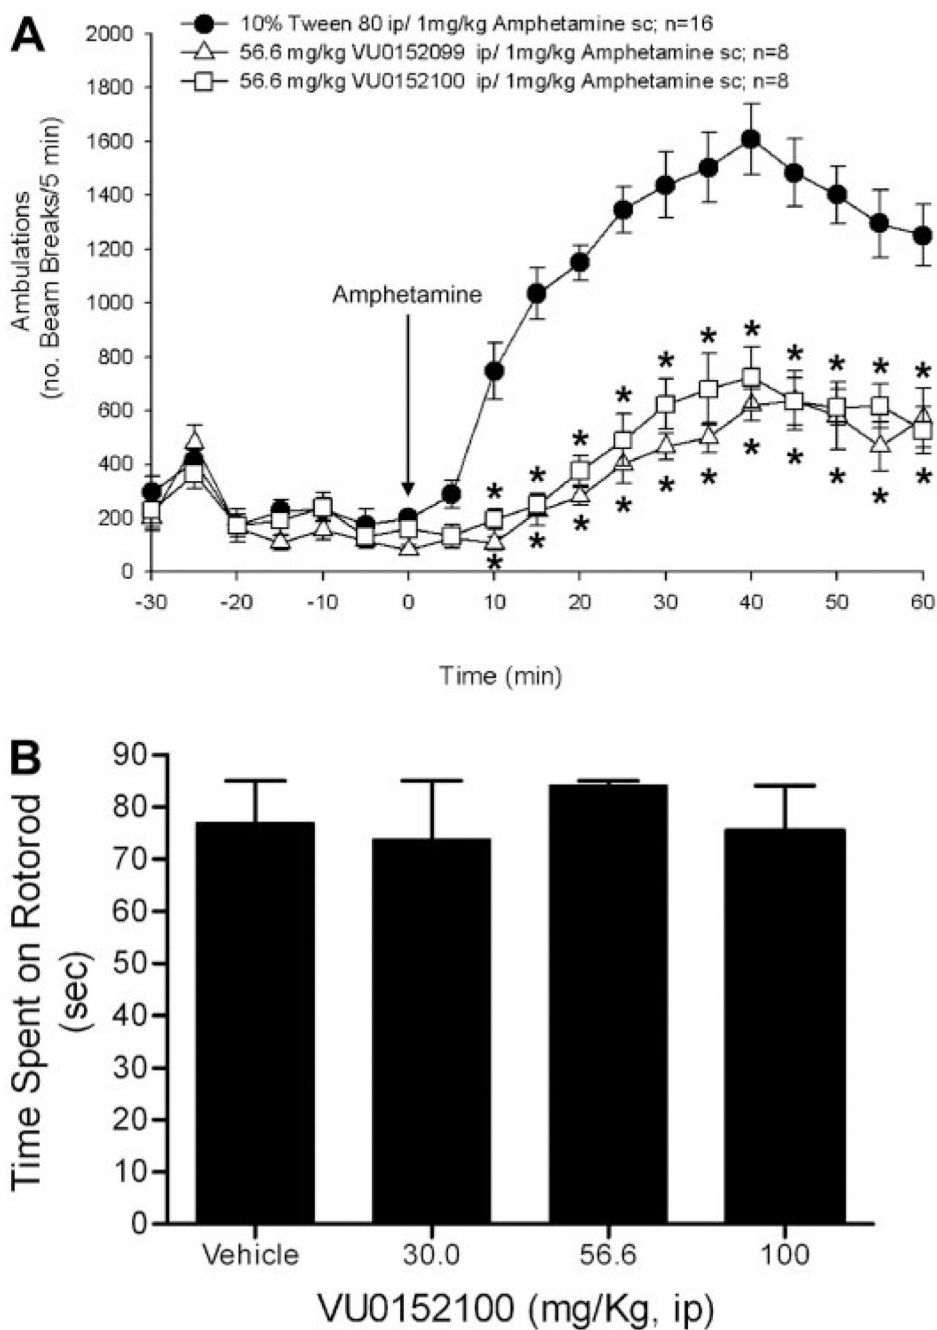 A
10% Tween 80 ip/ 1mg/kg Amphetamine sc; n=16
56.6 mg/kg VU0152099 ip/ 1mg/kg Amphetamine sc; n=8
56.6 mg/kg VU0152100 ip/ 1mg/kg Amphetamine sc; n=8
Ambulations
(no. Beam Breaks/5 min)
2000
1800
1600
1400
1200
1000
800
600
400
200
0
Amphetamine
* * * * * * * * * * *
* * * * * * * * * * *
-30 -20 -10 0 10 20 30 40 50 60
Time (min)
B
Time Spent on Rotorod
(sec)
90
80
70
60
50
40
30
20
10
0
Vehicle 30.0 56.6 100
VU0152100 (mg/Kg, ip)